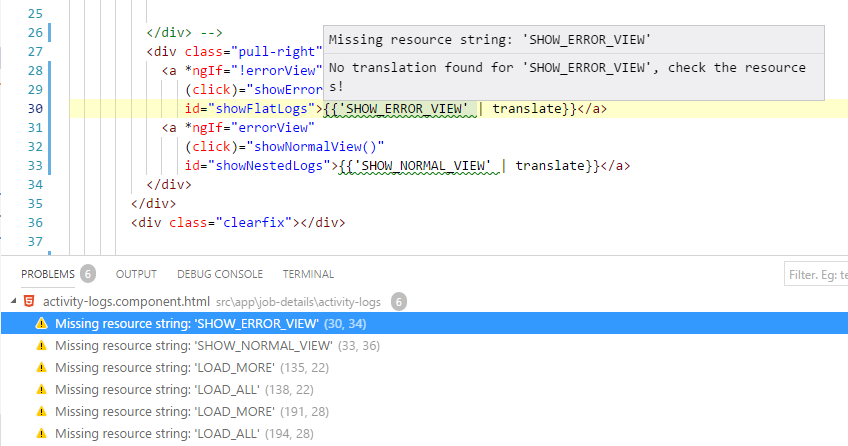 25
26 </div> -->
27 <div class="pull-right"
28 <a *ngIf="!errorView"
29 (click)="showError
30 id="showFlatLogs">{{'SHOW_ERROR_VIEW' | translate}}</a>
31 <a *ngIf="errorView"
32 (click)="showNormalView()"
33 id="showNestedLogs">{{'SHOW_NORMAL_VIEW' | translate}}</a>
34 </div>
35 </div>
36 <div class="clearfix"></div>
37
Missing resource string: 'SHOW_ERROR_VIEW'
No translation found for 'SHOW_ERROR_VIEW', check the resource
s!
PROBLEMS 6 OUTPUT DEBUG CONSOLE TERMINAL Filter. Eg: te
activity-logs.component.html src\app\job-details\activity-logs 6
Missing resource string: 'SHOW_ERROR_VIEW' (30, 34)
Missing resource string: 'SHOW_NORMAL_VIEW' (33, 36)
Missing resource string: 'LOAD_MORE' (135, 22)
Missing resource string: 'LOAD_ALL' (138, 22)
Missing resource string: 'LOAD_MORE' (191, 28)
Missing resource string: 'LOAD_ALL' (194, 28)